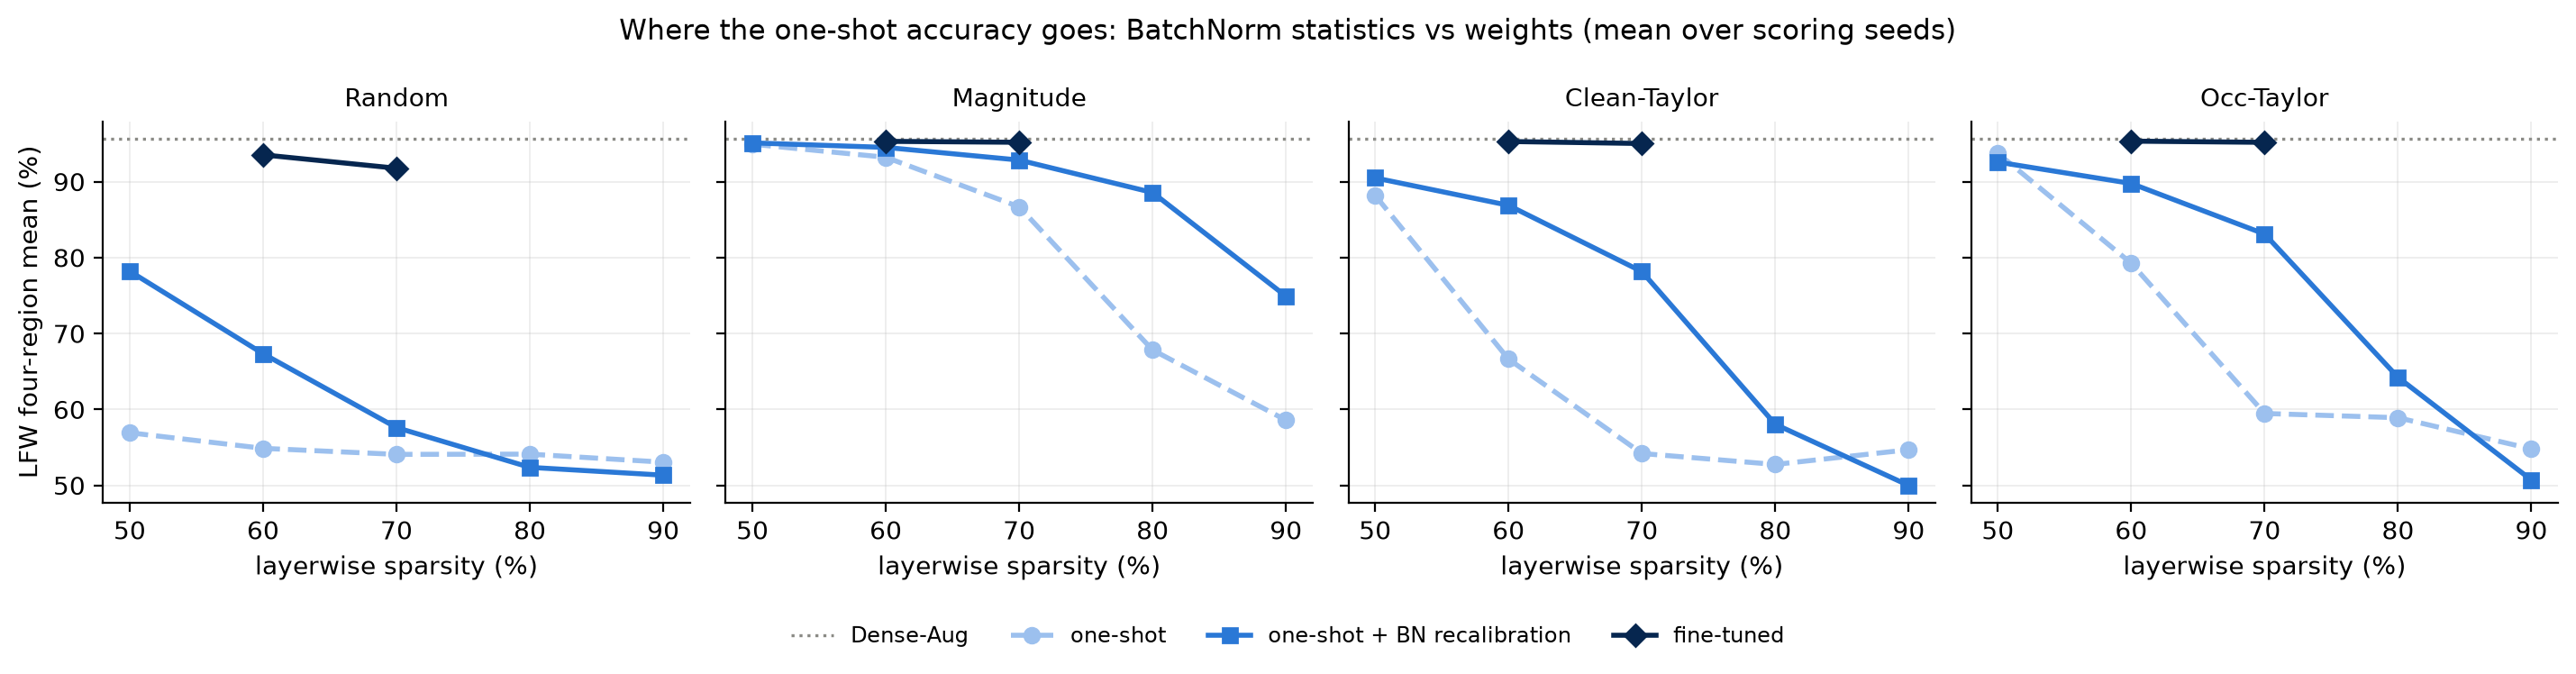 Where the one-shot accuracy goes: BatchNorm statistics vs weights (mean over scoring seeds)
Random
Magnitude
Clean-Taylor
Occ-Taylor
LFW four-region mean (%)
90
80
70
60
50
50 60 70 80 90
50 60 70 80 90
50 60 70 80 90
50 60 70 80 90
layerwise sparsity (%)
layerwise sparsity (%)
layerwise sparsity (%)
layerwise sparsity (%)
Dense-Aug
one-shot
one-shot + BN recalibration
fine-tuned